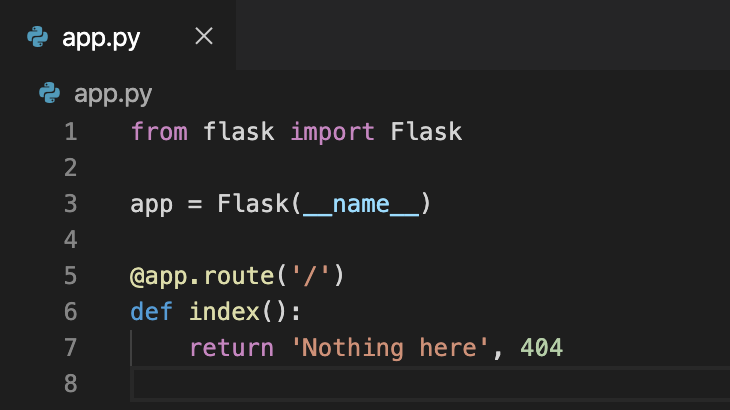 app.py
app.py
1 from flask import Flask
2
3 app = Flask(__name__)
4
5 @app.route('/')
6 def index():
7     return 'Nothing here', 404
8